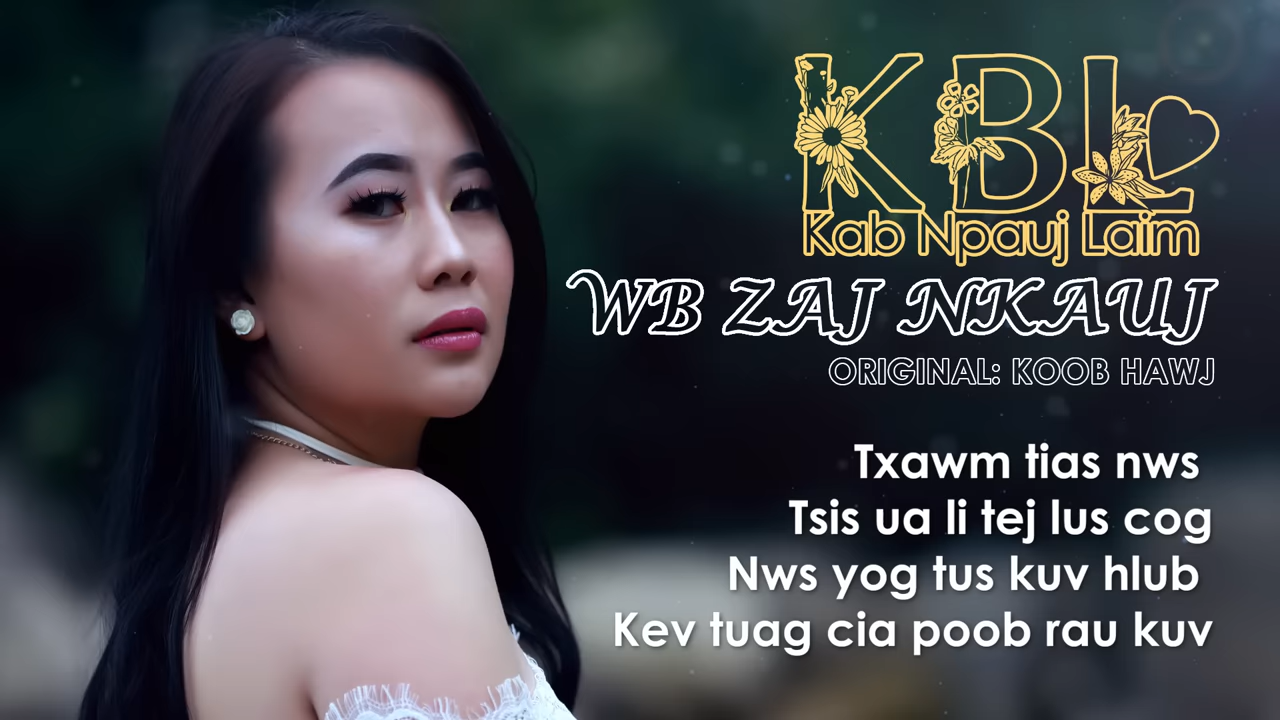 KBL
Kab Npauj Laim
WB ZAJ NKAUJ
ORIGINAL: KOOB HAWJ
Txawm tias nws
Tsis ua li tej lus cog
Nws yog tus kuv hlub
Kev tuag cia poob rau kuv